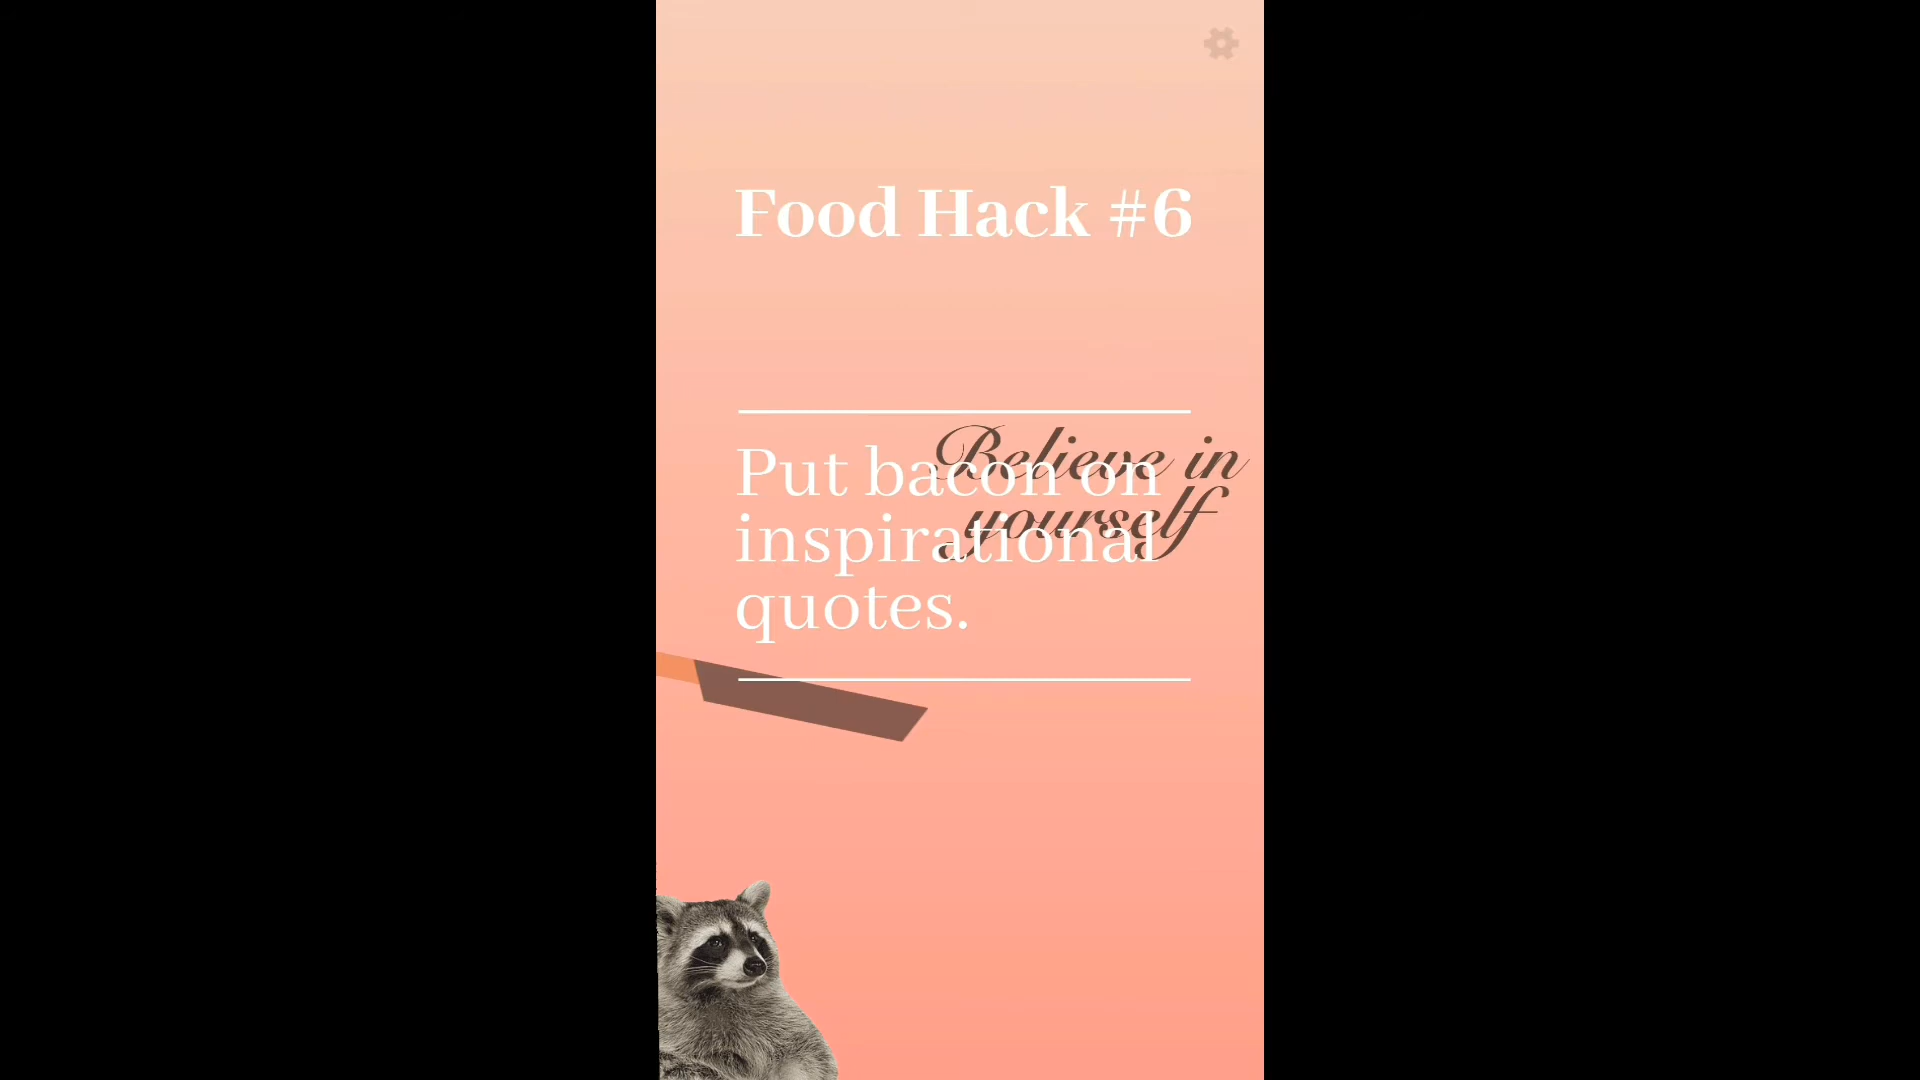 Food Hack #6
Believe in
yourself
Put bacon on
inspirational
quotes.